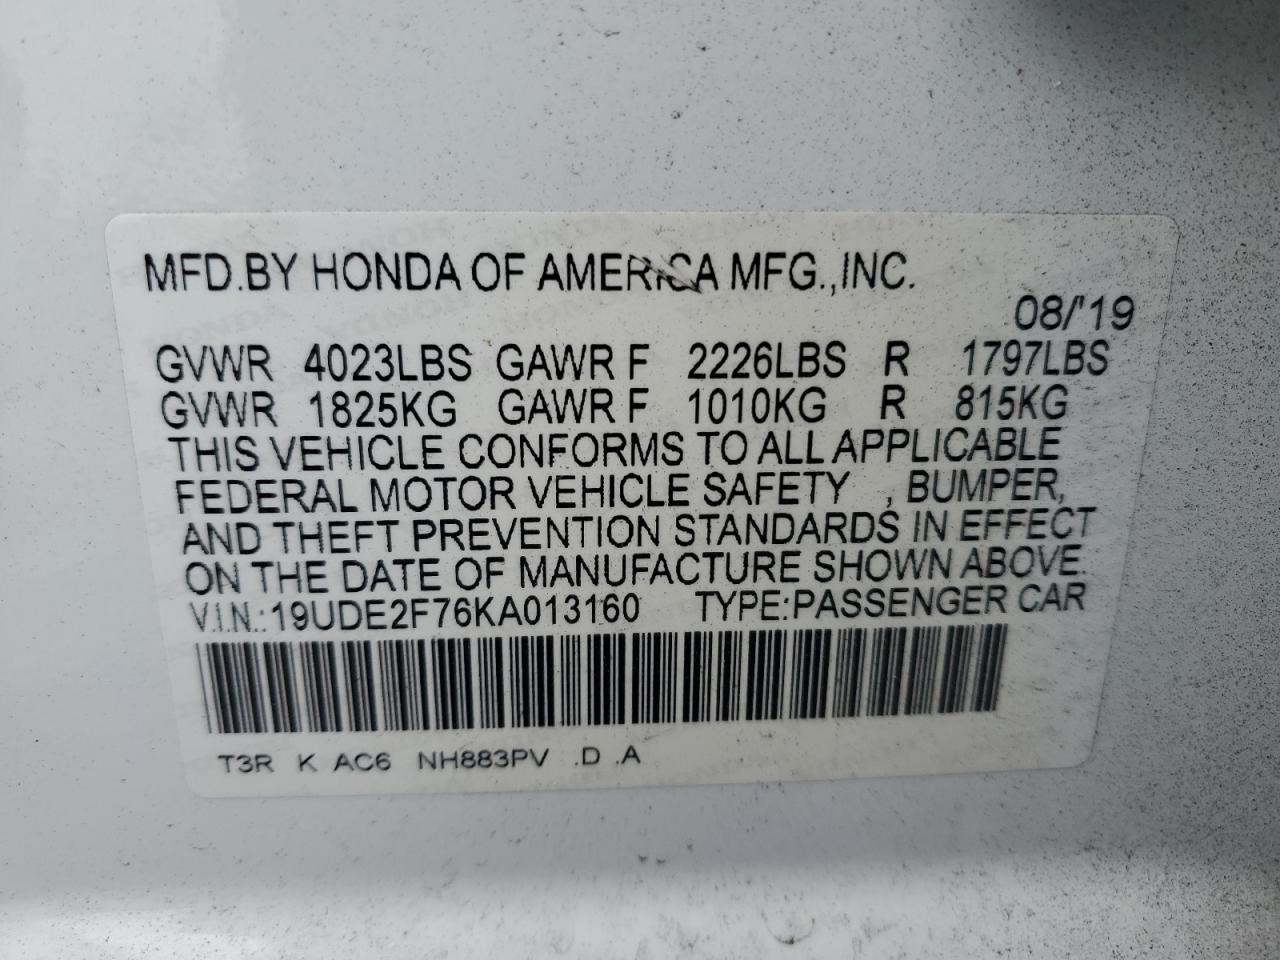 MFD.BY HONDA OF AMERICA MFG.,INC.
08/'19
GVWR 4023LBS GAWR F 2226LBS R 1797LBS
GVWR 1825KG GAWR F 1010KG R 815KG
THIS VEHICLE CONFORMS TO ALL APPLICABLE
FEDERAL MOTOR VEHICLE SAFETY , BUMPER,
AND THEFT PREVENTION STANDARDS IN EFFECT
ON THE DATE OF MANUFACTURE SHOWN ABOVE.
V.I.N.:19UDE2F76KA013160 TYPE:PASSENGER CAR
T3R K AC6 NH883PV .D .A